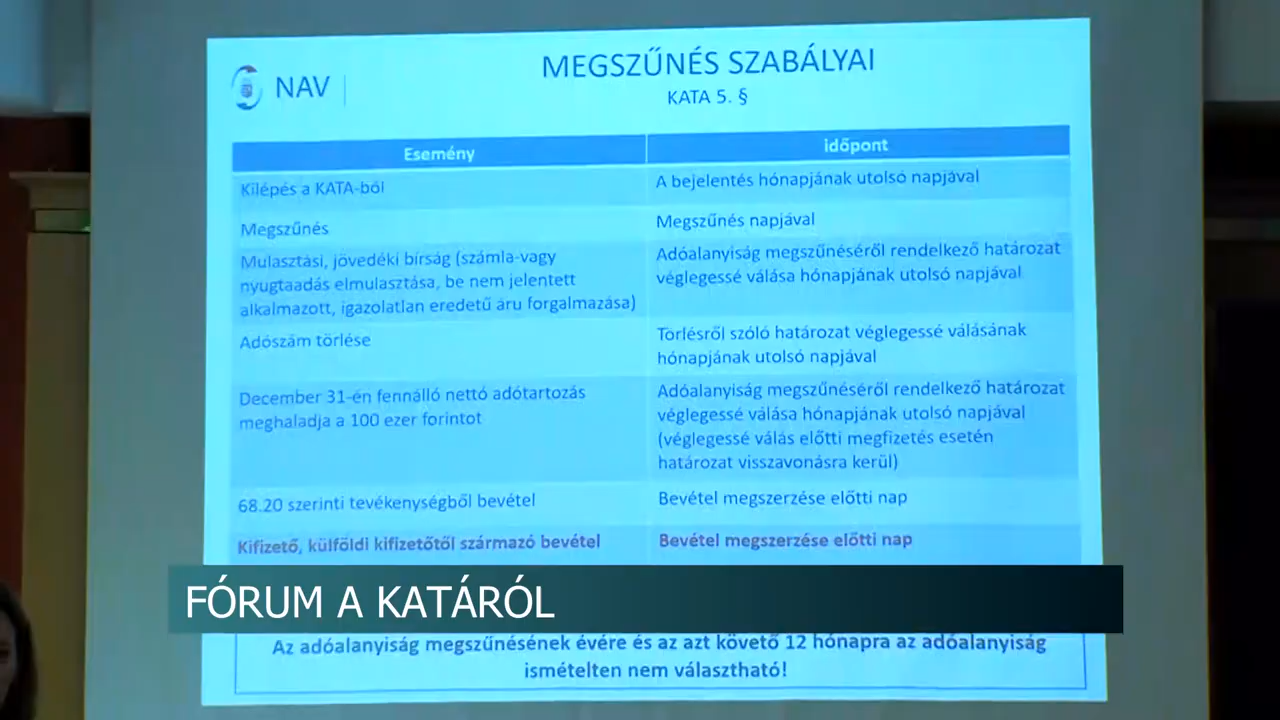 NAV
MEGSZŰNÉS SZABÁLYAI
KATA 5. §
Esemény
időpont
Kilépés a KATA-ból
A bejelentés hónapjának utolsó napjával
Megszűnés
Megszűnés napjával
Mulasztási, jövedéki bírság (számla-vagy
nyugtaadás elmulasztása, be nem jelentett
alkalmazott, igazolatlan eredetű áru forgalmazása)
Adóalanyiság megszűnéséről rendelkező határozat
véglegessé válása hónapjának utolsó napjával
Adószám törlése
Törlésről szóló határozat véglegessé válásának
hónapjának utolsó napjával
December 31-én fennálló nettó adótartozás
meghaladja a 100 ezer forintot
Adóalanyiság megszűnéséről rendelkező határozat
véglegessé válása hónapjának utolsó napjával
(véglegessé válás előtti megfizetés esetén
határozat visszavonásra kerül)
68.20 szerinti tevékenységből bevétel
Bevétel megszerzése előtti nap
Kifizető, külföldi kifizetőtől származó bevétel
Bevétel megszerzése előtti nap
FÓRUM A KATÁRÓL
Az adóalanyiság megszűnésének évére és az azt követő 12 hónapra az adóalanyiság
ismételten nem választható!